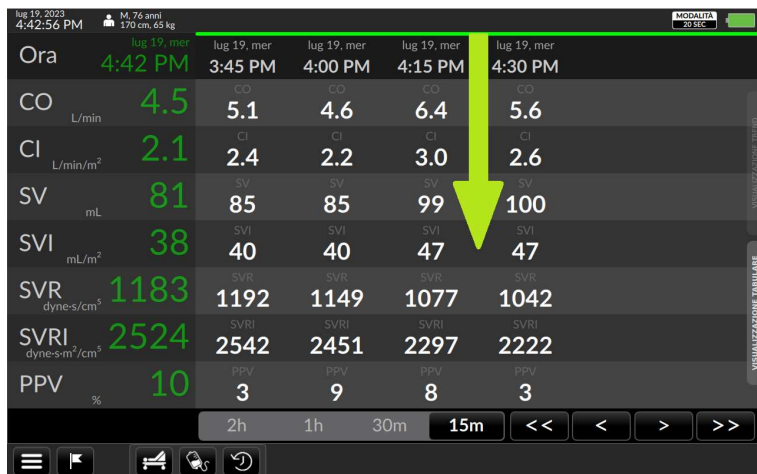 lug 19, 2023
4:42:56 PM
M, 76 anni
170 cm, 65 kg
MODALITÀ
20 SEC
Ora
lug 19, mer
4:42 PM
lug 19, mer lug 19, mer lug 19, mer lug 19, mer
3:45 PM 4:00 PM 4:15 PM 4:30 PM
CO L/min 4.5
CO CO CO CO
5.1 4.6 6.4 5.6
CI L/min/m² 2.1
CI CI CI CI
2.4 2.2 3.0 2.6
SV mL 81
SV SV SV SV
85 85 99 100
SVI mL/m² 38
SVI SVI SVI SVI
40 40 47 47
SVR dyne·s/cm⁵ 1183
SVR SVR SVR SVR
1192 1149 1077 1042
SVRI dyne·s·m²/cm⁵ 2524
SVRI SVRI SVRI SVRI
2542 2451 2297 2222
PPV % 10
PPV PPV PPV PPV
3 9 8 3
VISUALIZZAZIONE TREND
VISUALIZZAZIONE TABULARE
2h 1h 30m 15m << < > >>